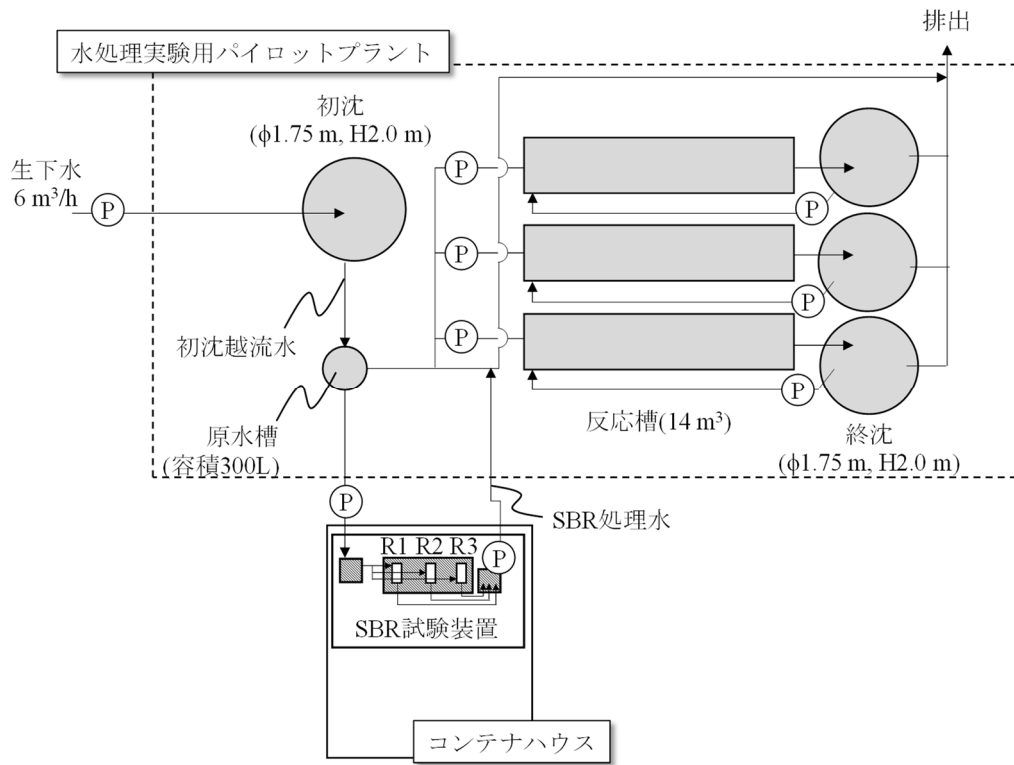 排出
水処理実験用パイロットプラント
初沈
(ϕ1.75 m, H2.0 m)
生下水
6 m³/h
P
P
P
P
P
P
P
初沈越流水
原水槽
(容積300L)
反応槽(14 m³)
終沈
(ϕ1.75 m, H2.0 m)
P
SBR処理水
P
R1 R2 R3
SBR試験装置
コンテナハウス